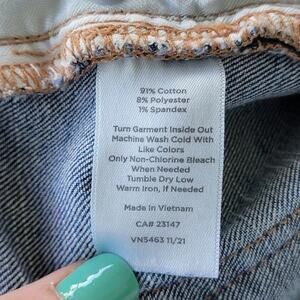 91% Cotton
8% Polyester
1% Spandex
Turn Garment Inside Out
Machine Wash Cold With
Like Colors
Only Non-Chlorine Bleach
When Needed
Tumble Dry Low
Warm Iron, If Needed
Made in Vietnam
CA# 23147
VN5463 11/21